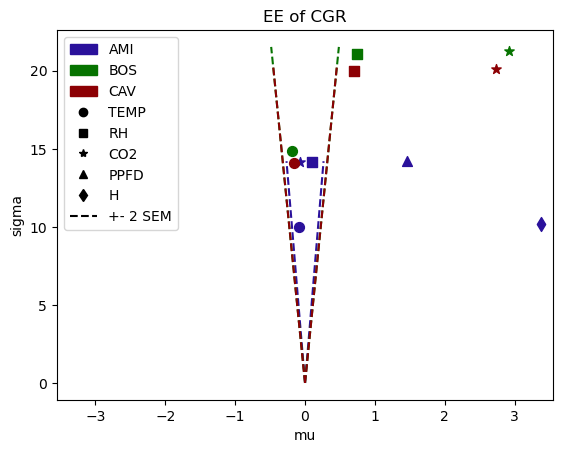 EE of CGR
AMI
BOS
CAV
TEMP
RH
CO2
PPFD
H
+- 2 SEM
sigma
20
15
10
5
0
−3
−2
−1
0
1
2
3
mu